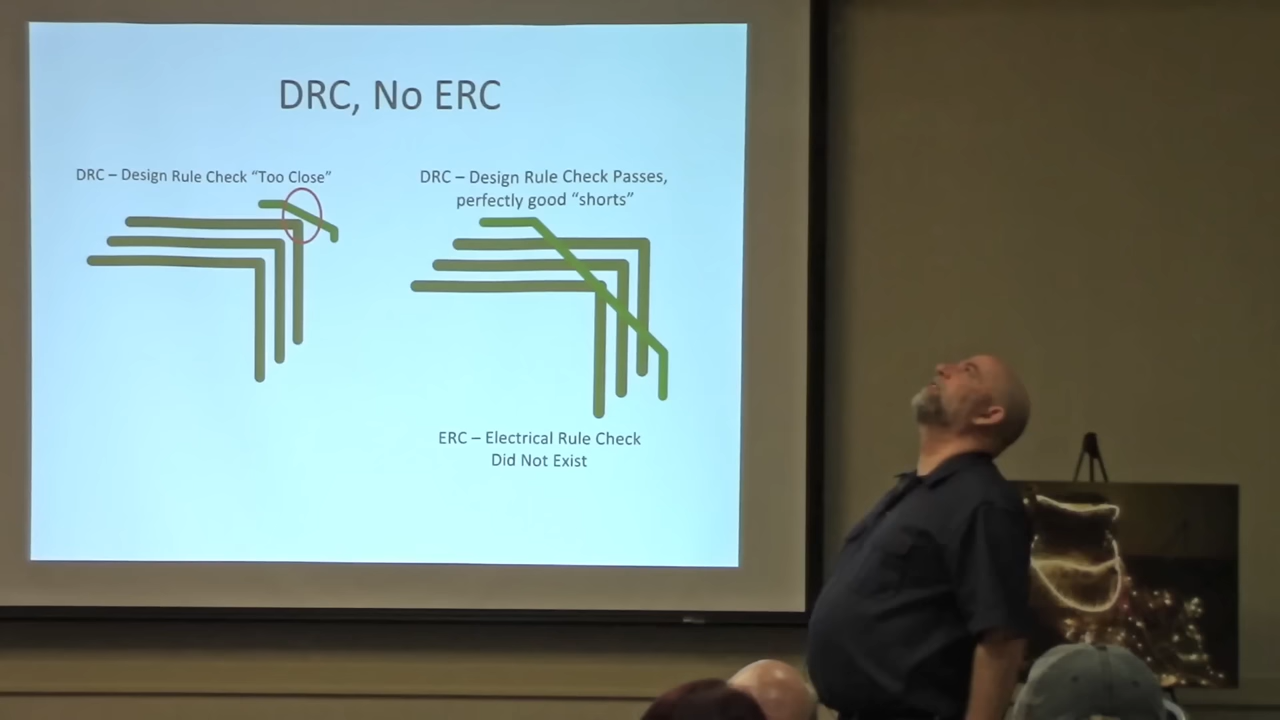 DRC, No ERC
DRC – Design Rule Check “Too Close”
DRC – Design Rule Check Passes,
perfectly good “shorts”
ERC – Electrical Rule Check
Did Not Exist